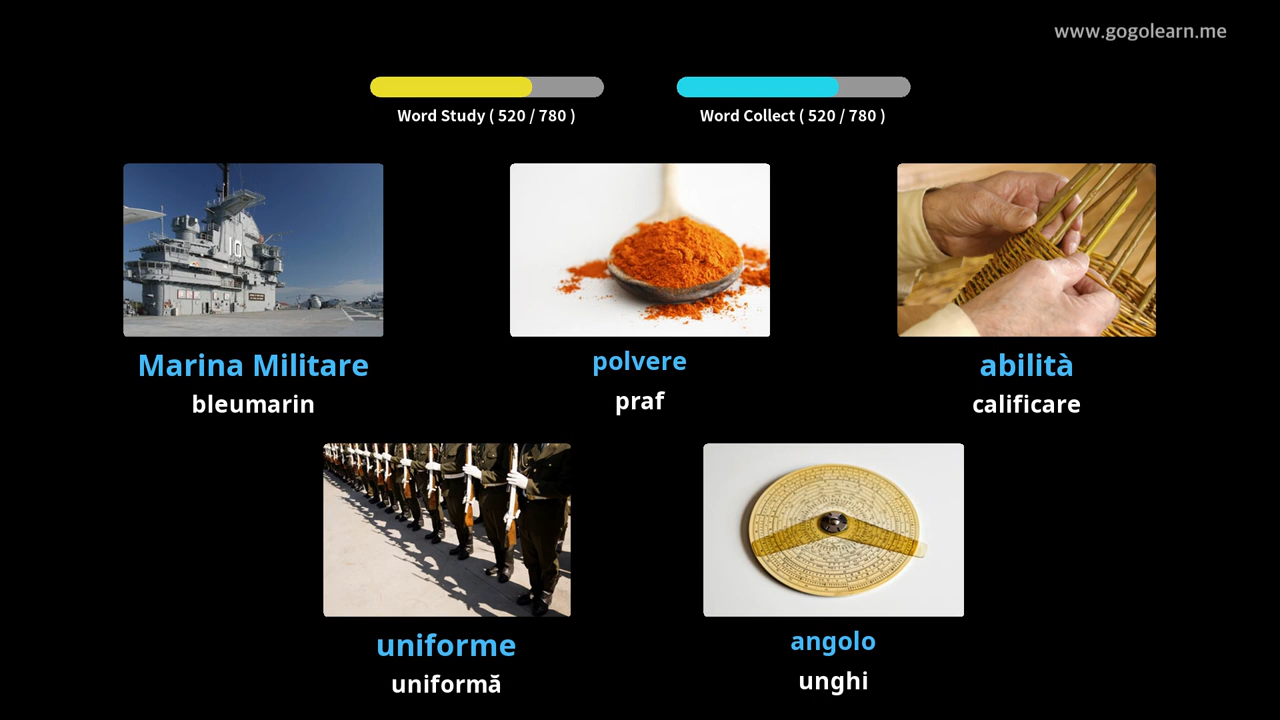 www.gogolearn.me
Word Study ( 520 / 780 )
Word Collect ( 520 / 780 )
10
Marina Militare
bleumarin
polvere
praf
abilità
calificare
uniforme
uniformă
angolo
unghi